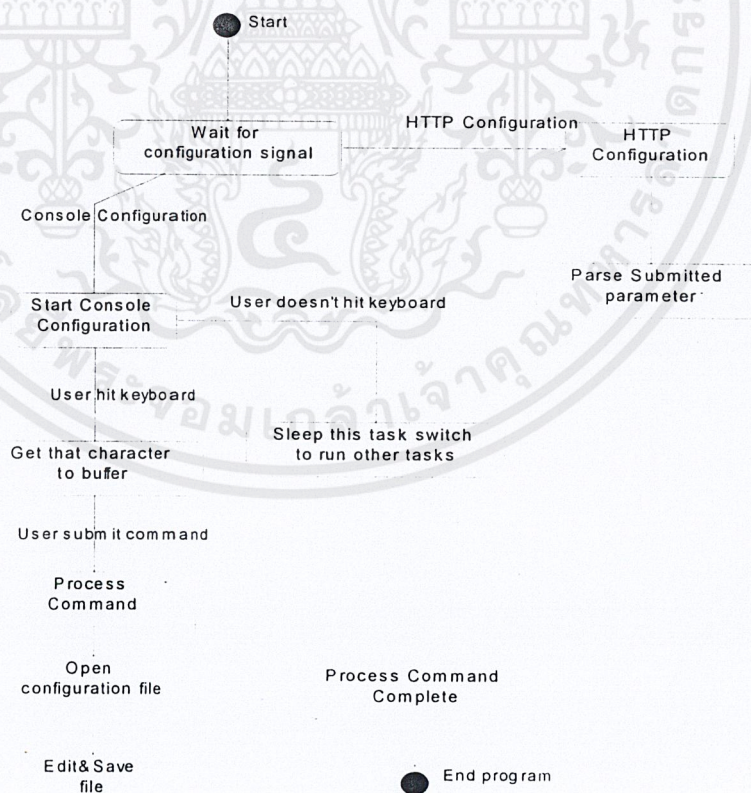 Start
Wait for
configuration signal
HTTP Configuration
HTTP
Configuration
Console Configuration
Start Console
Configuration
User doesn't hit keyboard
Parse Submitted
parameter
User hit keyboard
Get that character
to buffer
Sleep this task switch
to run other tasks
User submit command
Process
Command
Open
configuration file
Process Command
Complete
Edit& Save
file
End program